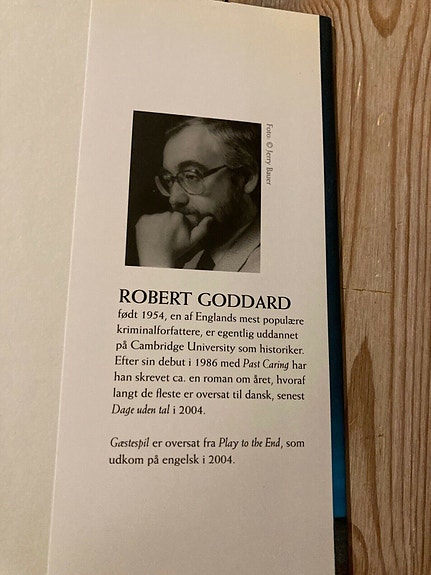 Foto: © Jerry Bauer
ROBERT GODDARD
født 1954, en af Englands mest populære
kriminalforfattere, er egentlig uddannet
på Cambridge University som historiker.
Efter sin debut i 1986 med Past Caring har
han skrevet ca. en roman om året, hvoraf
langt de fleste er oversat til dansk, senest
Dage uden tal i 2004.
Gæstespil er oversat fra Play to the End, som
udkom på engelsk i 2004.